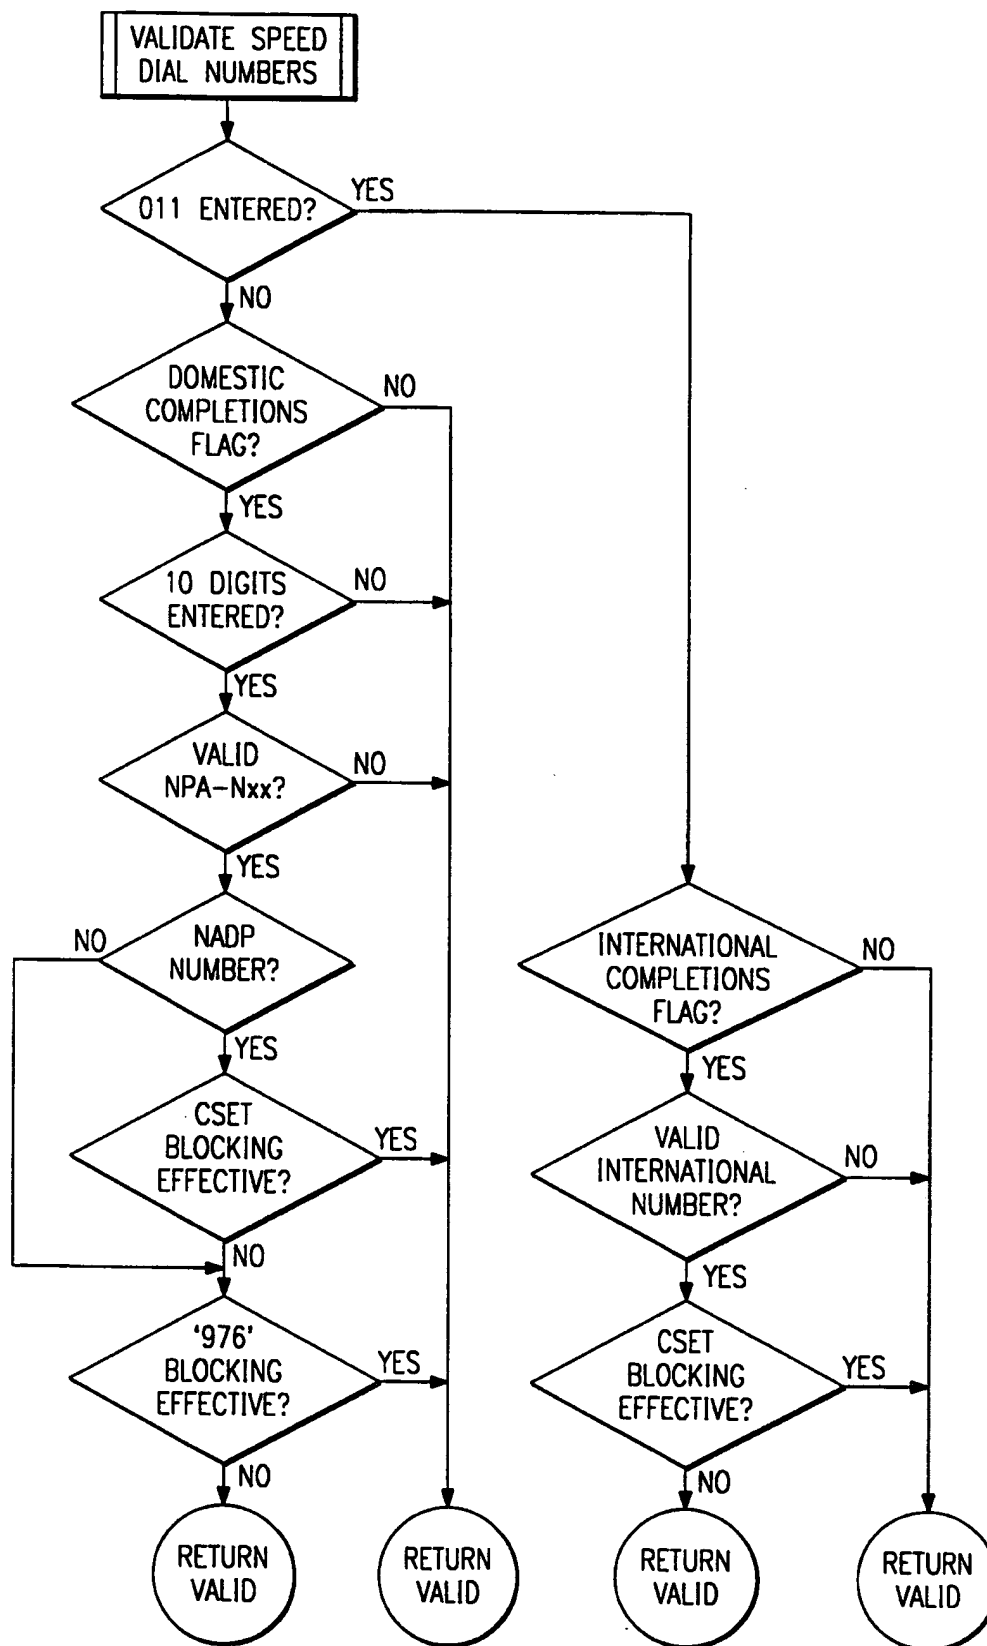 VALIDATE SPEED
DIAL NUMBERS
011 ENTERED?
YES
NO
DOMESTIC
COMPLETIONS
FLAG?
NO
YES
10 DIGITS
ENTERED?
NO
YES
VALID
NPA-Nxx?
NO
YES
NADP
NUMBER?
NO
YES
CSET
BLOCKING
EFFECTIVE?
YES
NO
'976'
BLOCKING
EFFECTIVE?
YES
NO
RETURN
VALID
RETURN
VALID
INTERNATIONAL
COMPLETIONS
FLAG?
NO
YES
VALID
INTERNATIONAL
NUMBER?
NO
YES
CSET
BLOCKING
EFFECTIVE?
YES
NO
RETURN
VALID
RETURN
VALID